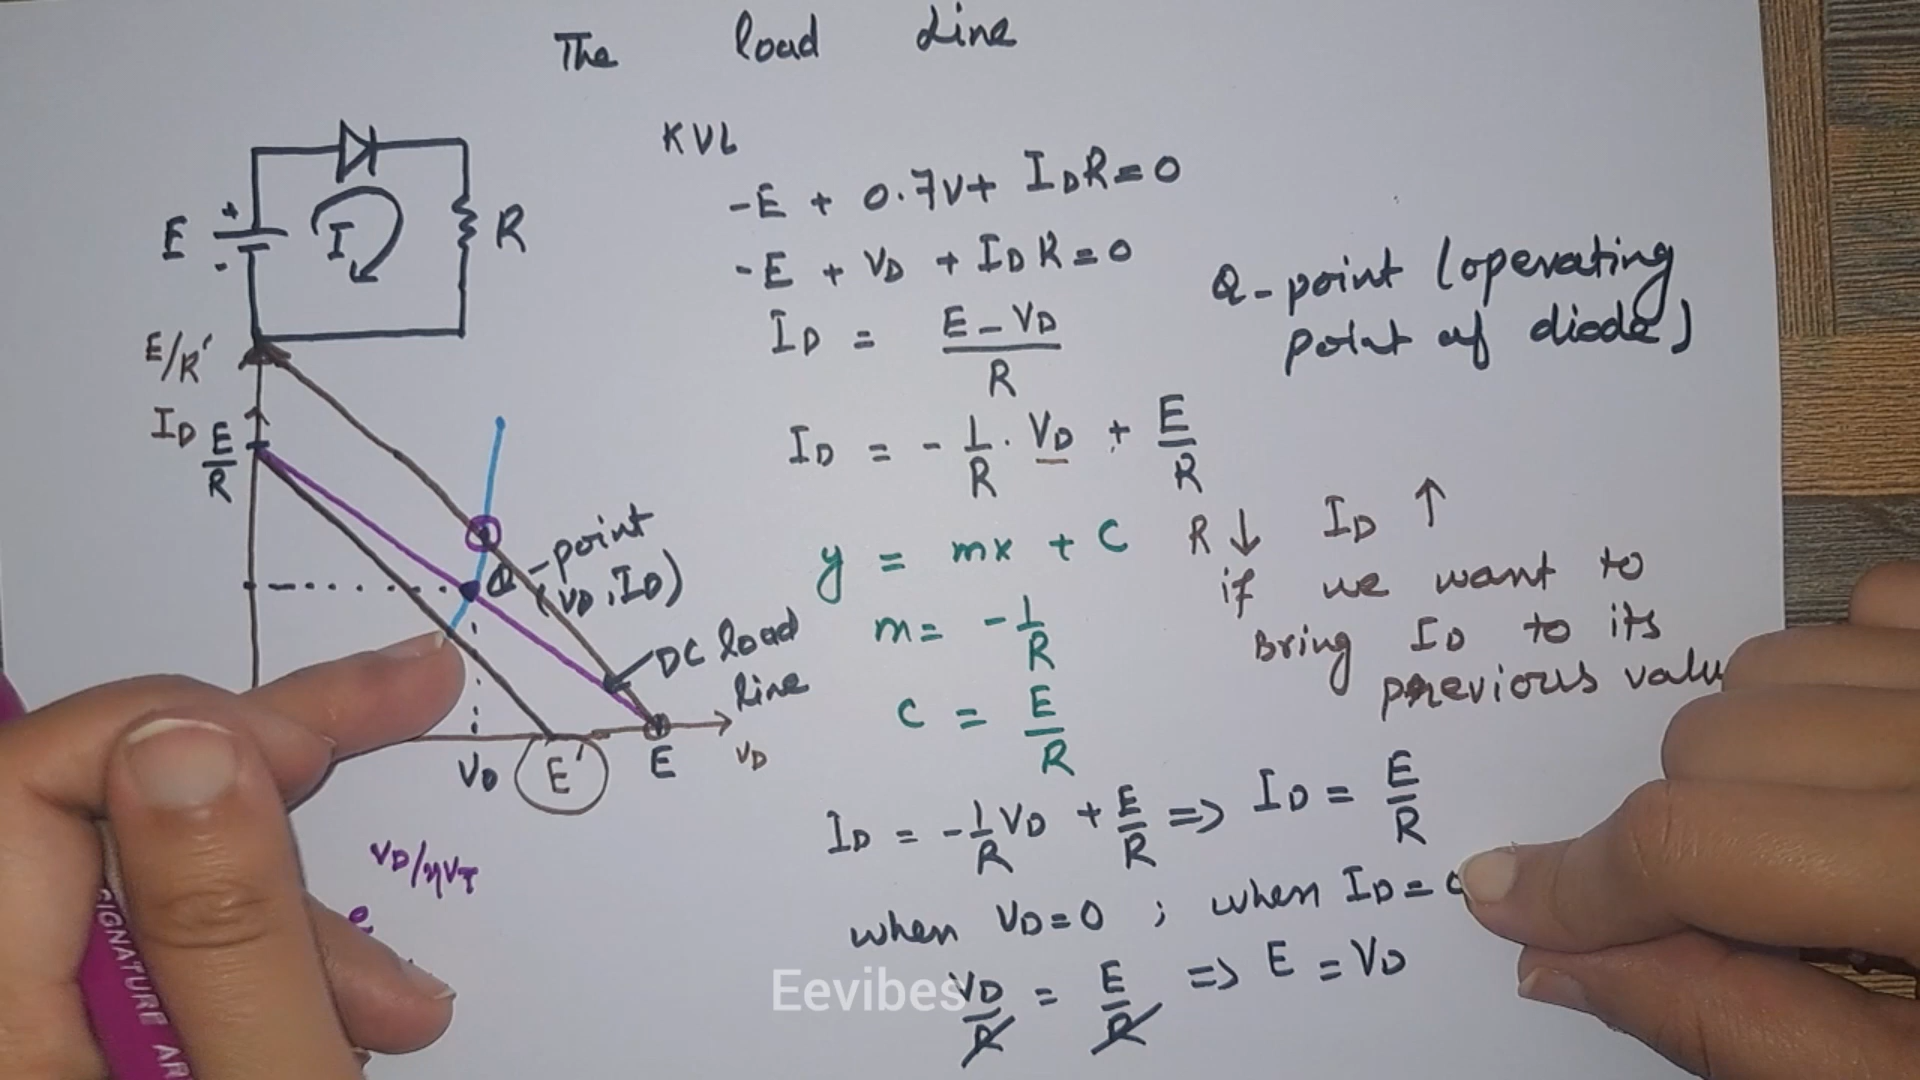 The load Line
E
+
-
I
R
E/R'
ID
E/R
Q-point
(VD, ID)
DC load
line
VD
E'
E
VD
VD/ηVT
e
KVL
-E + 0.7V + IDR = 0
-E + VD + IDR = 0
ID = E - VD / R
ID = - 1/R . VD + E/R
y = mx + C
m = - 1/R
C = E/R
ID = - 1/R VD + E/R => ID = E/R
when VD = 0 ; when ID =
VD/R = E/R => E = VD
Q-point (operating
point of diode)
R ↓ ID ↑
if we want to
Bring ID to its
previous valu
SIGNATURE
Eevibes